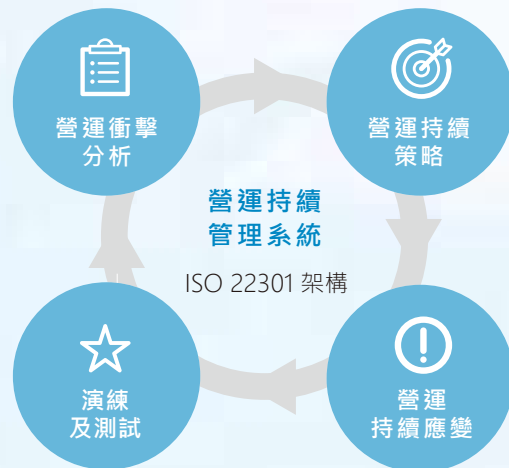 營運衝擊
分析
營運持續
策略
營運持續
管理系統
ISO 22301 架構
演練
及測試
營運
持續應變